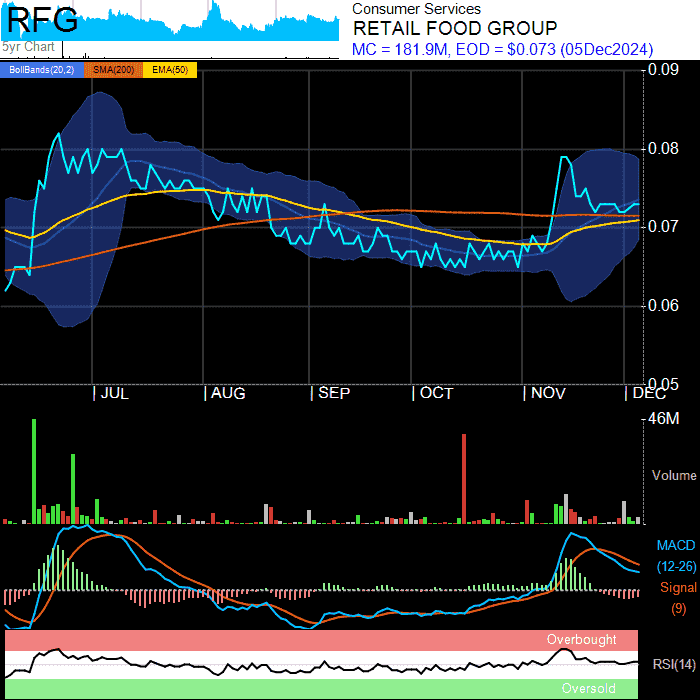 RFG
5yr Chart
Consumer Services
RETAIL FOOD GROUP
MC = 181.9M, EOD = $0.073 (05Dec2024)
BollBands(20,2) SMA(200) EMA(50)
0.09
0.08
0.07
0.06
0.05
JUL AUG SEP OCT NOV DEC
46M
Volume
MACD
(12-26)
Signal
(9)
Overbought
RSI(14)
Oversold